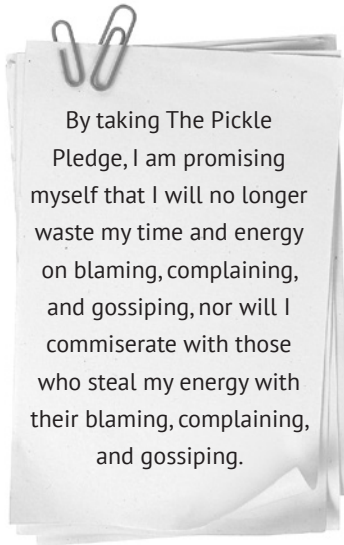 By taking The Pickle
Pledge, I am promising
myself that I will no longer
waste my time and energy
on blaming, complaining,
and gossiping, nor will I
commiserate with those
who steal my energy with
their blaming, complaining,
and gossiping.